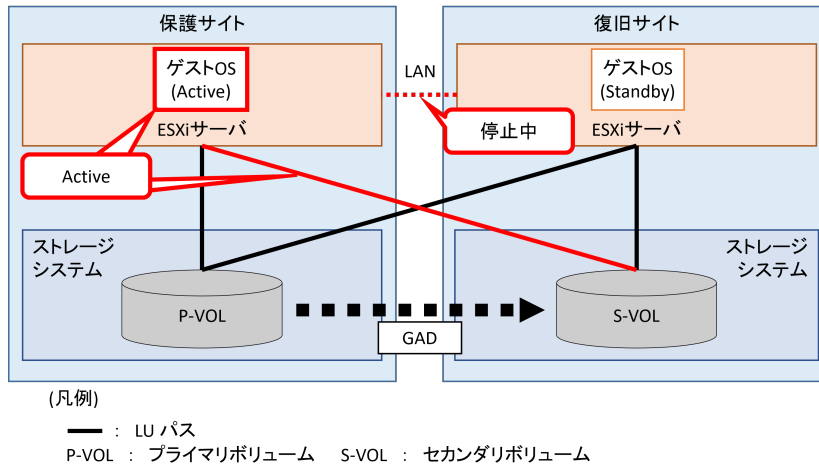 保護サイト
復旧サイト
ゲストOS
(Active)
LAN
ゲストOS
(Standby)
ESXiサーバ
停止中
ESXiサーバ
Active
ストレージ
システム
ストレージ
システム
P-VOL
S-VOL
GAD
(凡例)
: LU パス
P-VOL : プライマリボリューム S-VOL : セカンダリボリューム